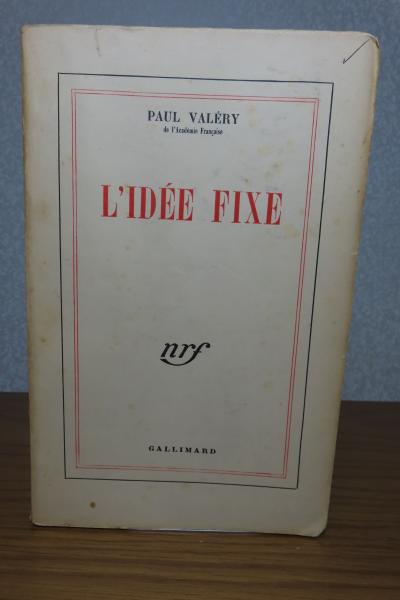 PAUL VALÉRY
de l'Académie Française
L'IDÉE FIXE
nrf
GALLIMARD